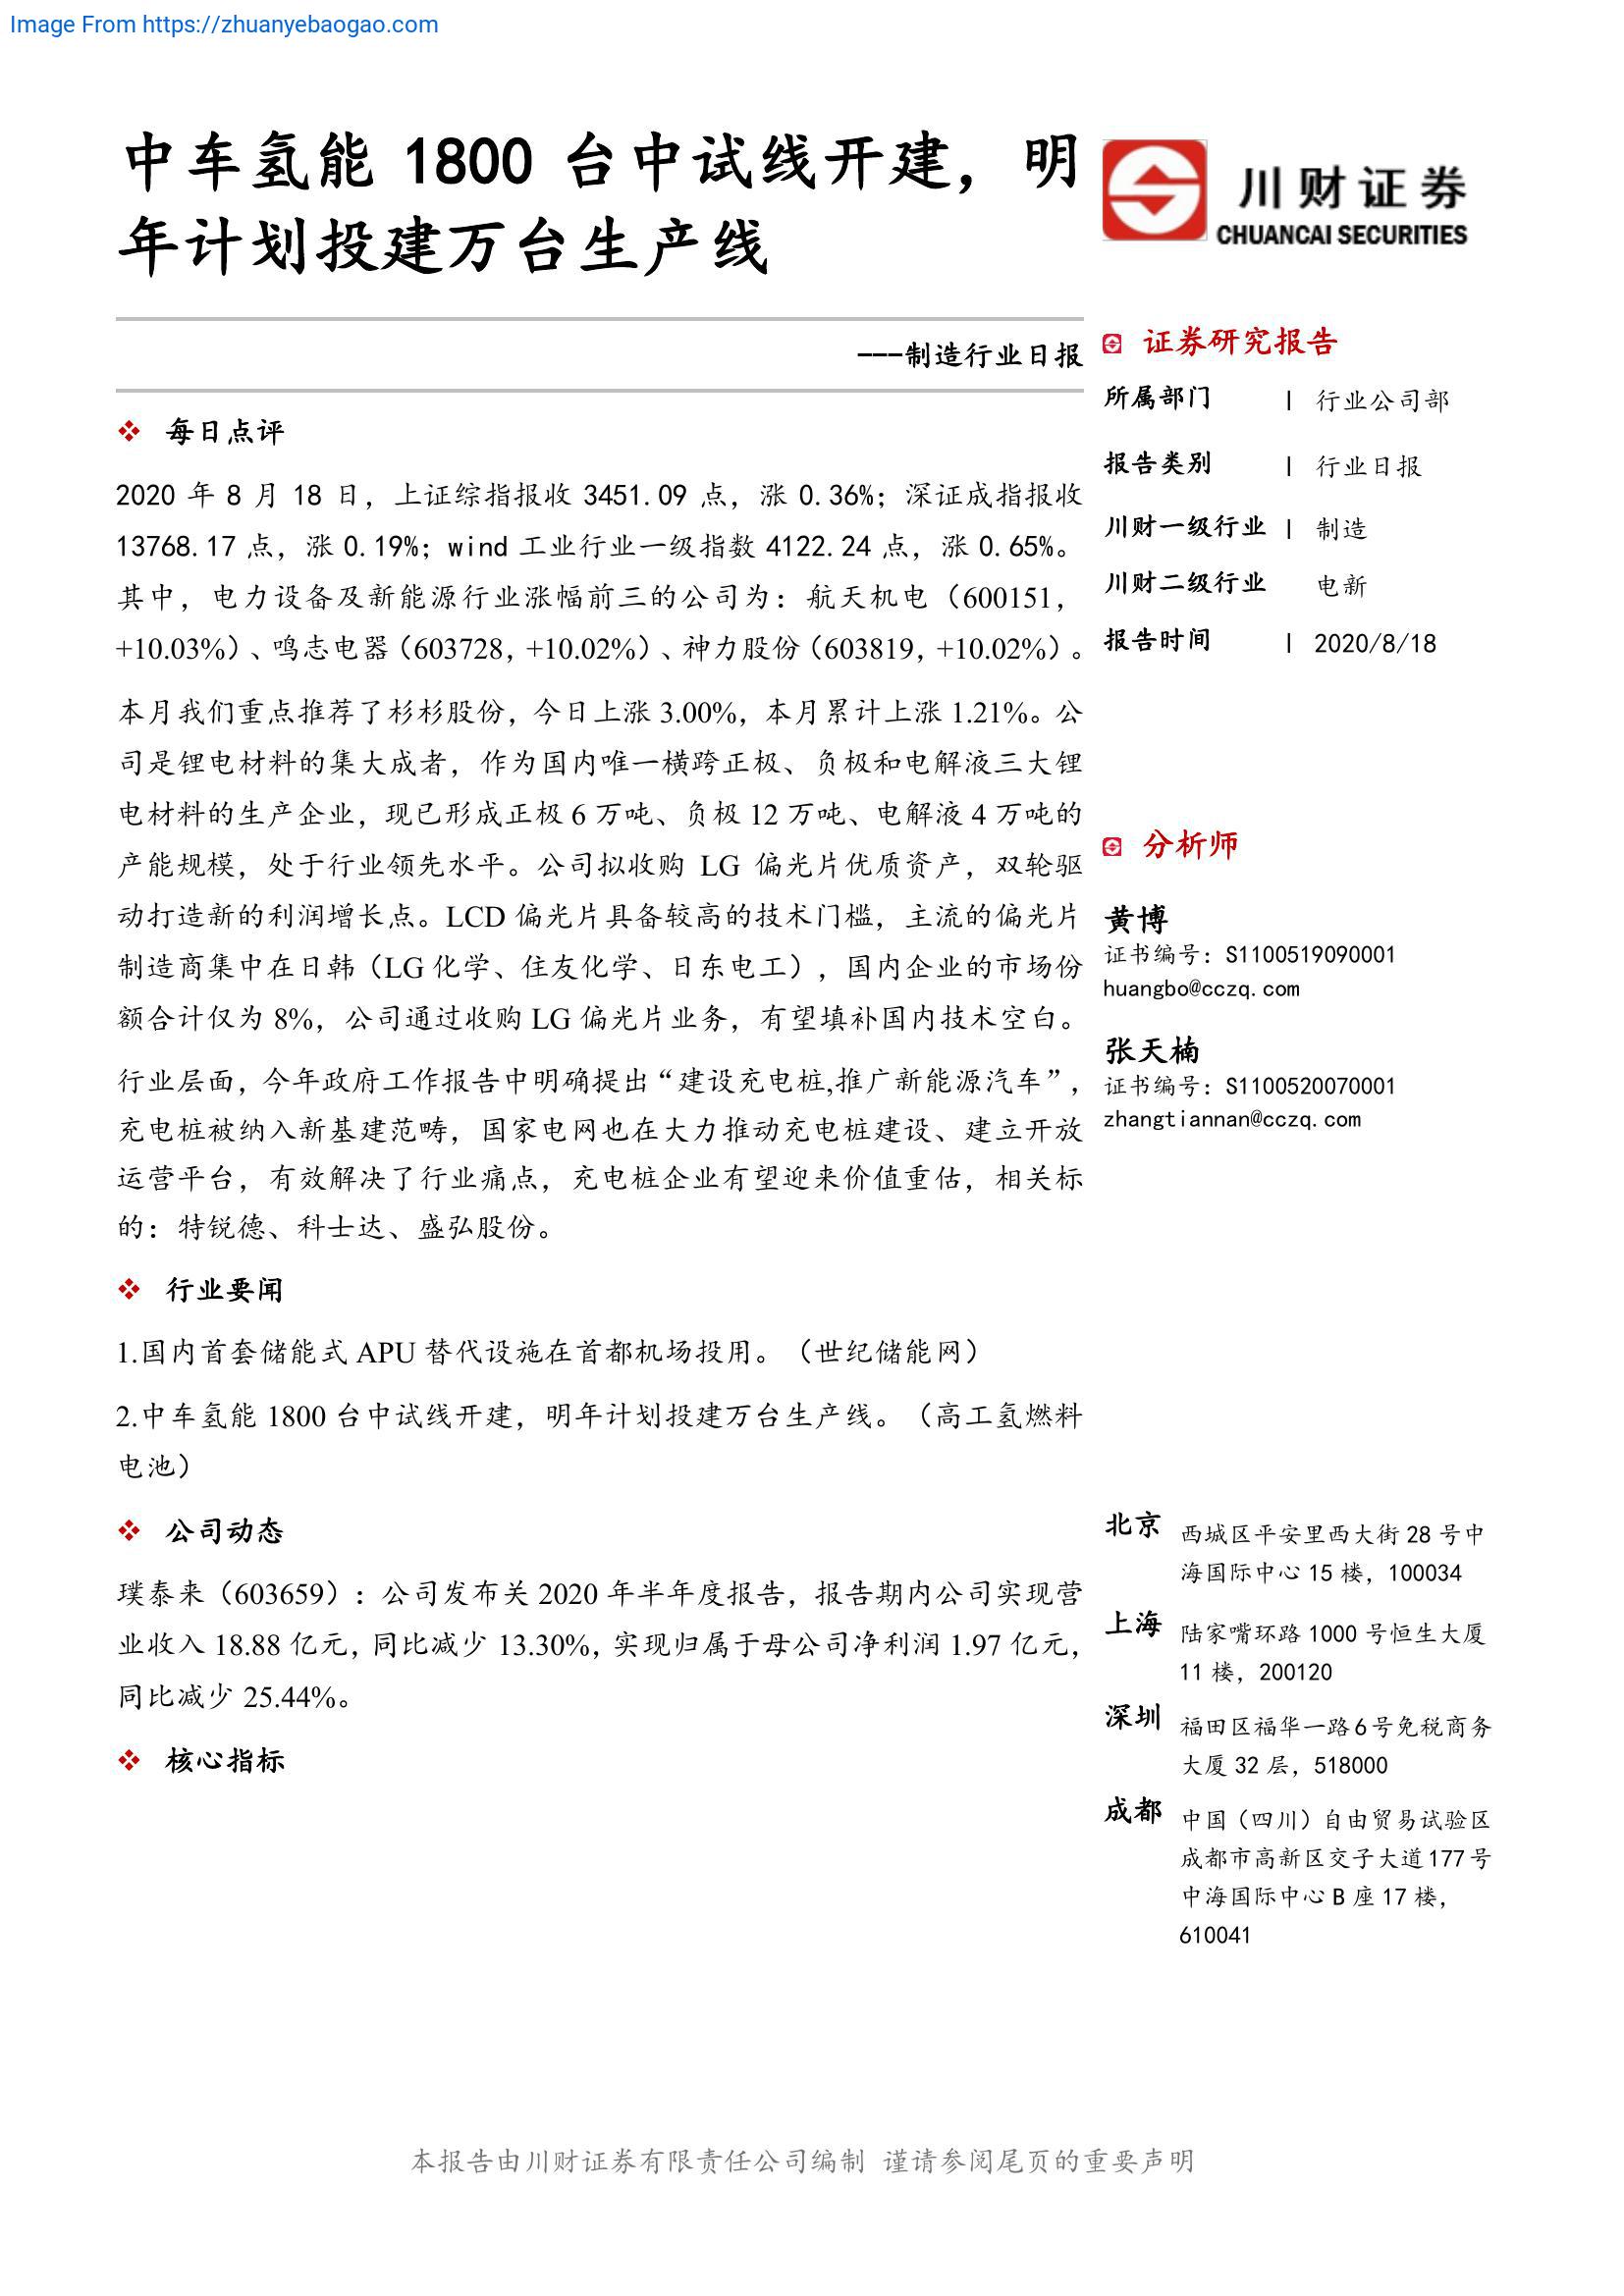 Image From https://zhuanyebaogao.com
中车氢能 1800 台中试线开建，明
年计划投建万台生产线
川财证券
CHUANCAI SECURITIES
---制造行业日报
每日点评
2020 年 8 月 18 日，上证综指报收 3451.09 点，涨 0.36%；深证成指报收
13768.17 点，涨 0.19%；wind 工业行业一级指数 4122.24 点，涨 0.65%。
其中，电力设备及新能源行业涨幅前三的公司为：航天机电（600151，
+10.03%）、鸣志电器（603728，+10.02%）、神力股份（603819，+10.02%）。
本月我们重点推荐了杉杉股份，今日上涨 3.00%，本月累计上涨 1.21%。公
司是锂电材料的集大成者，作为国内唯一横跨正极、负极和电解液三大锂
电材料的生产企业，现已形成正极 6 万吨、负极 12 万吨、电解液 4 万吨的
产能规模，处于行业领先水平。公司拟收购 LG 偏光片优质资产，双轮驱
动打造新的利润增长点。LCD 偏光片具备较高的技术门槛，主流的偏光片
制造商集中在日韩（LG 化学、住友化学、日东电工），国内企业的市场份
额合计仅为 8%，公司通过收购 LG 偏光片业务，有望填补国内技术空白。
行业层面，今年政府工作报告中明确提出“建设充电桩,推广新能源汽车”，
充电桩被纳入新基建范畴，国家电网也在大力推动充电桩建设、建立开放
运营平台，有效解决了行业痛点，充电桩企业有望迎来价值重估，相关标
的：特锐德、科士达、盛弘股份。
行业要闻
1.国内首套储能式 APU 替代设施在首都机场投用。（世纪储能网）
2.中车氢能 1800 台中试线开建，明年计划投建万台生产线。（高工氢燃料
电池）
公司动态
璞泰来（603659）：公司发布关 2020 年半年度报告，报告期内公司实现营
业收入 18.88 亿元，同比减少 13.30%，实现归属于母公司净利润 1.97 亿元，
同比减少 25.44%。
核心指标
证券研究报告
所属部门 | 行业公司部
报告类别 | 行业日报
川财一级行业 | 制造
川财二级行业 电新
报告时间 | 2020/8/18
分析师
黄博
证书编号：S1100519090001
huangbo@cczq.com
张天楠
证书编号：S1100520070001
zhangtiannan@cczq.com
北京 西城区平安里西大街 28 号中
海国际中心 15 楼，100034
上海 陆家嘴环路 1000 号恒生大厦
11 楼，200120
深圳 福田区福华一路 6 号免税商务
大厦 32 层，518000
成都 中国（四川）自由贸易试验区
成都市高新区交子大道 177 号
中海国际中心 B 座 17 楼，
610041
本报告由川财证券有限责任公司编制 谨请参阅尾页的重要声明